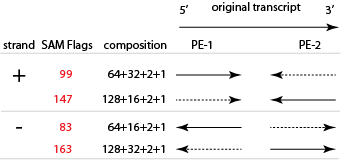 5’ original transcript 3’
strand SAM Flags composition PE-1 PE-2
+ 99 64+32+2+1
147 128+16+2+1
- 83 64+16+2+1
163 128+32+2+1